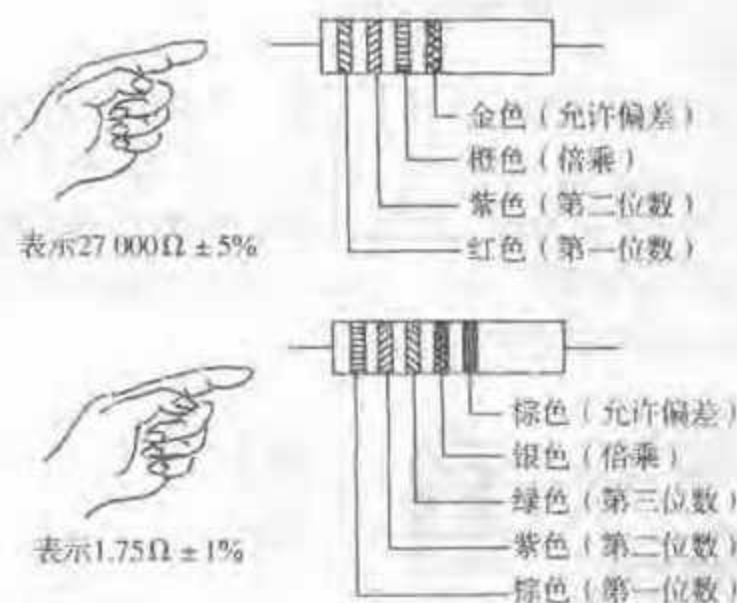 金色（允许偏差）
橙色（倍乘）
紫色（第二位数）
红色（第一位数）
表示27 000Ω ±5%
棕色（允许偏差）
银色（倍乘）
绿色（第三位数）
紫色（第二位数）
棕色（第一位数）
表示1.75Ω ±1%